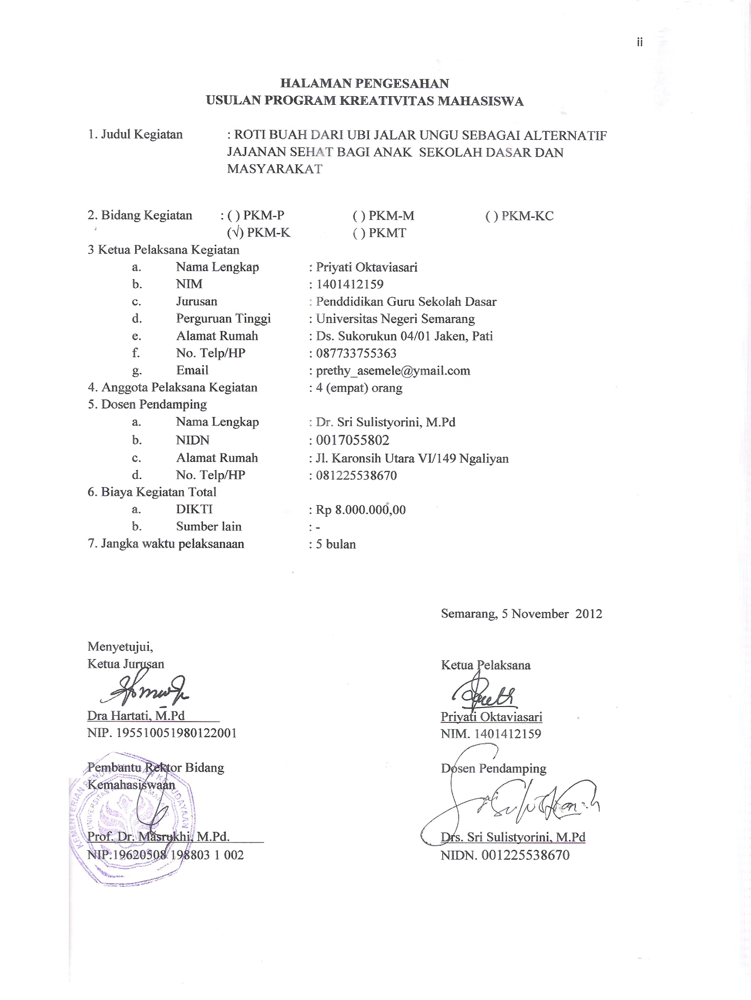 ii
HALAMAN PENGESAHAN
USULAN PROGRAM KREATIVITAS MAHASISWA
1. Judul Kegiatan : ROTI BUAH DARI UBI JALAR UNGU SEBAGAI ALTERNATIF
JAJANAN SEHAT BAGI ANAK SEKOLAH DASAR DAN
MASYARAKAT
2. Bidang Kegiatan : ( ) PKM-P ( ) PKM-M ( ) PKM-KC
(√) PKM-K ( ) PKMT
3 Ketua Pelaksana Kegiatan
a. Nama Lengkap : Priyati Oktaviasari
b. NIM : 1401412159
c. Jurusan : Penddidikan Guru Sekolah Dasar
d. Perguruan Tinggi : Universitas Negeri Semarang
e. Alamat Rumah : Ds. Sukorukun 04/01 Jaken, Pati
f. No. Telp/HP : 087733755363
g. Email : prethy_asemele@ymail.com
4. Anggota Pelaksana Kegiatan : 4 (empat) orang
5. Dosen Pendamping
a. Nama Lengkap : Dr. Sri Sulistyorini, M.Pd
b. NIDN : 0017055802
c. Alamat Rumah : Jl. Karonsih Utara VI/149 Ngaliyan
d. No. Telp/HP : 081225538670
6. Biaya Kegiatan Total
a. DIKTI : Rp 8.000.000,00
b. Sumber lain : -
7. Jangka waktu pelaksanaan : 5 bulan
Semarang, 5 November 2012
Menyetujui,
Ketua Jurusan
Ketua Pelaksana
Dra Hartati, M.Pd
Priyati Oktaviasari
NIP. 195510051980122001
NIM. 1401412159
Pembantu Rektor Bidang
Kemahasiswaan
Dosen Pendamping
KEMENTERIAN PENDIDIKAN DAN KEBUDAYAAN
UNIVERSITAS NEGERI SEMARANG
Prof. Dr. Masrukhi, M.Pd.
Drs. Sri Sulistyorini, M.Pd
NIP.19620508 198803 1 002
NIDN. 001225538670